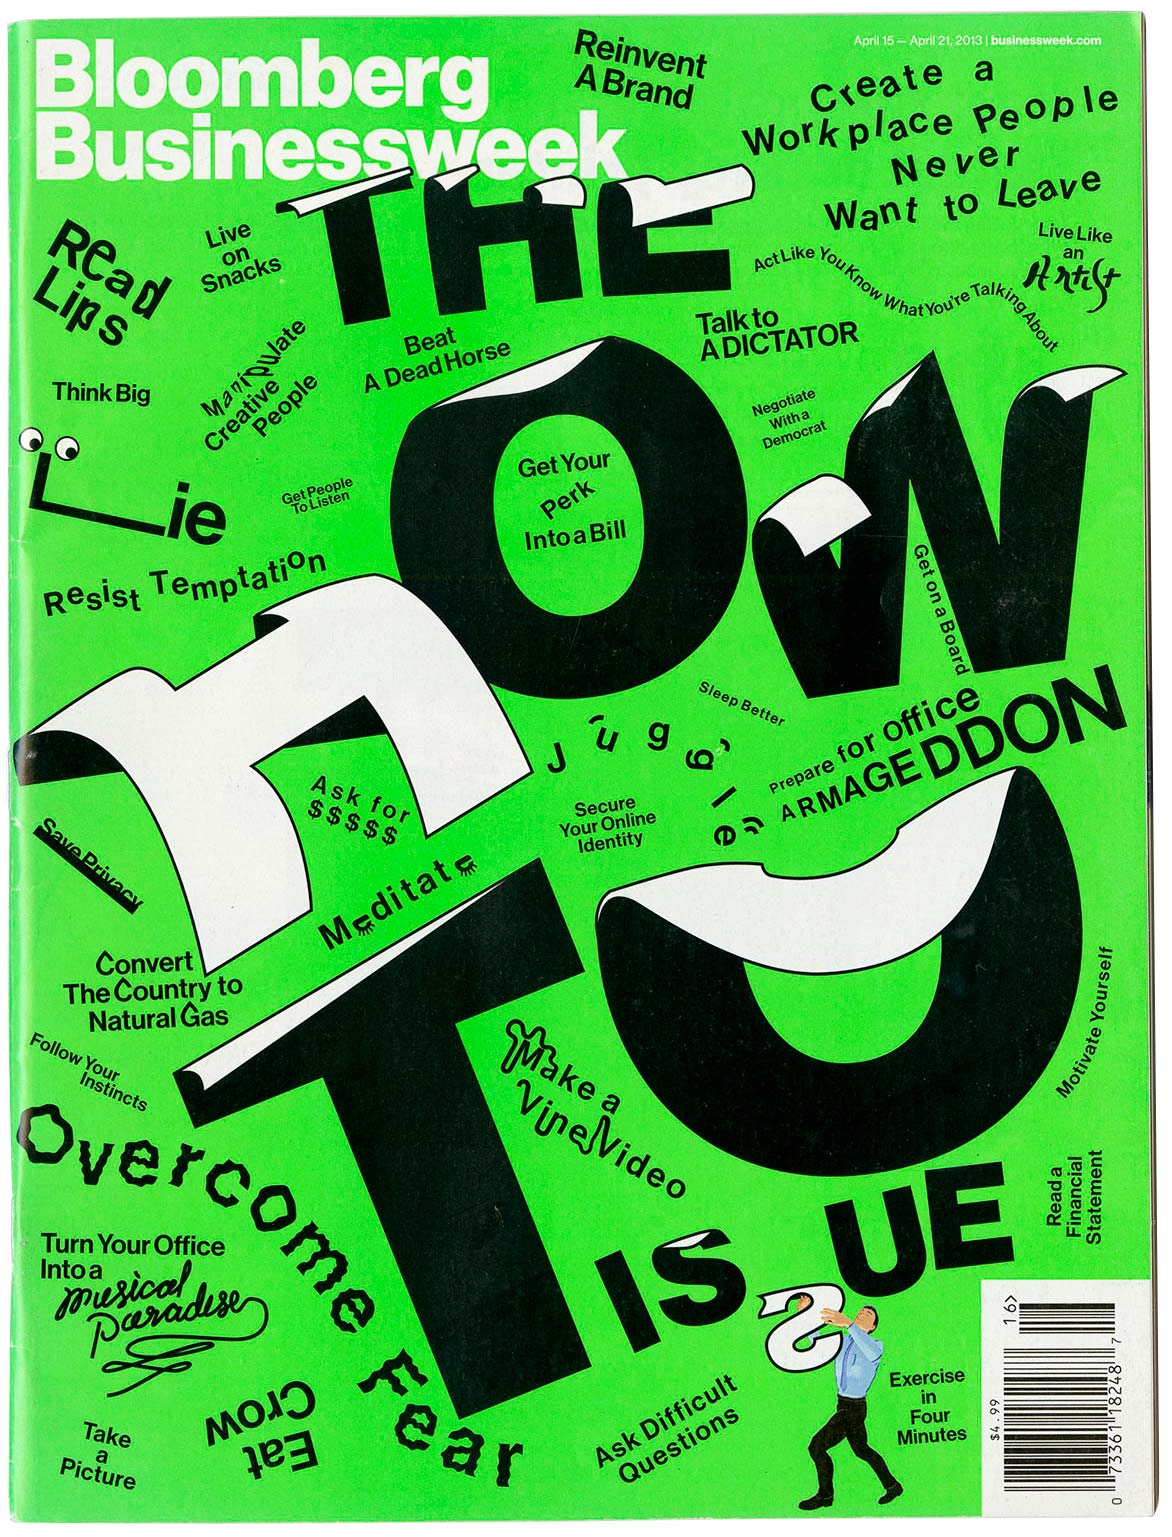 Bloomberg
Businessweek
April 15 — April 21, 2013 | businessweek.com
Reinvent
A Brand
Create a
Workplace People
Never
Want to Leave
THE
HOW
TO
ISSUE
Read
Lips
Live
on
Snacks
Act Like You Know What You're Talking About
Live Like
an
Artist
Manipulate
Creative
People
Beat
A Dead Horse
Talk to
A DICTATOR
Think Big
Negotiate
With a
Democrat
Lie
Get People
To Listen
Get Your
Perk
Into a Bill
Resist Temptation
Get on a Board
Sleep Better
Juggle
Prepare for Office
ARMAGEDDON
Ask for
$$$$$
Secure
Your Online
Identity
Save Privacy
Meditate
Convert
The Country to
Natural Gas
Follow Your
Instincts
Make a
Vine Video
Motivate Yourself
Overcome Fear
Read a
Financial
Statement
Turn Your Office
Into a
Musical
Paradise
Eat
Crow
Take
a
Picture
Ask Difficult
Questions
Exercise
in
Four
Minutes
$4.99
16>
0 73361 18248 7